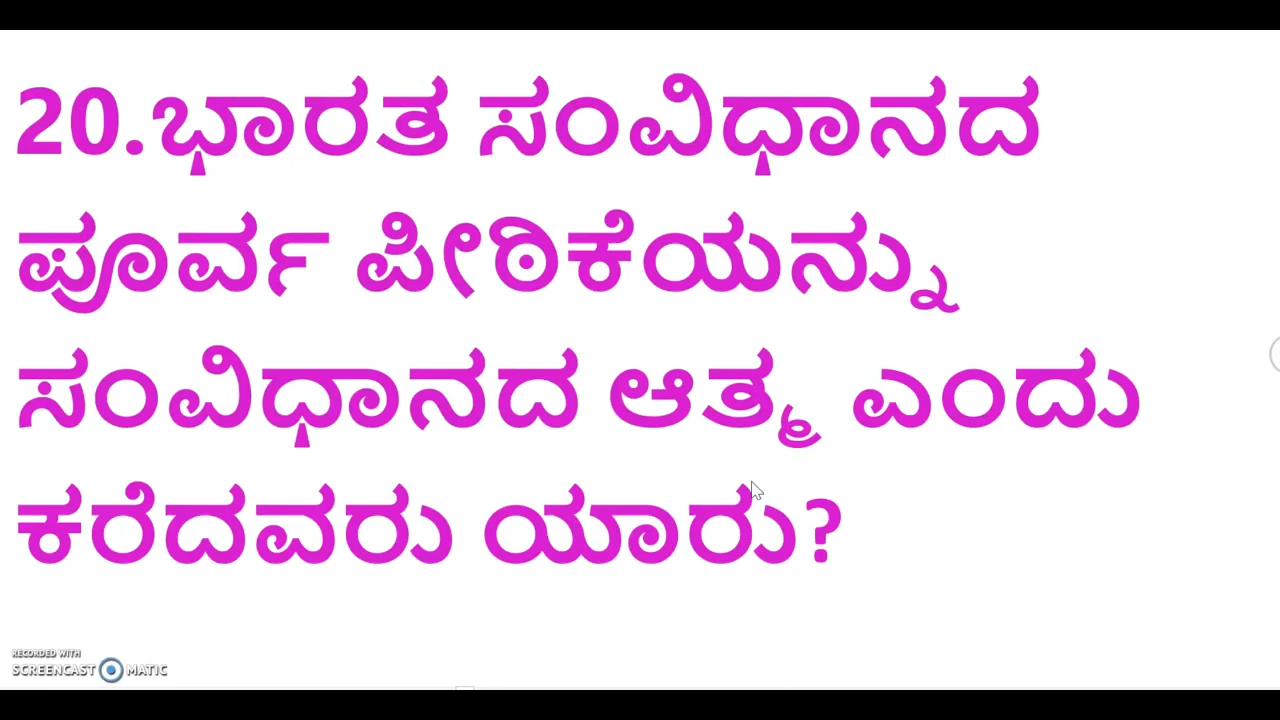 20.ಭಾರತ ಸಂವಿಧಾನದ
ಪೂರ್ವ ಪೀಠಿಕೆಯನ್ನು
ಸಂವಿಧಾನದ ಆತ್ಮ ಎಂದು
ಕರೆದವರು ಯಾರು?
RECORDED WITH
SCREENCAST MATIC